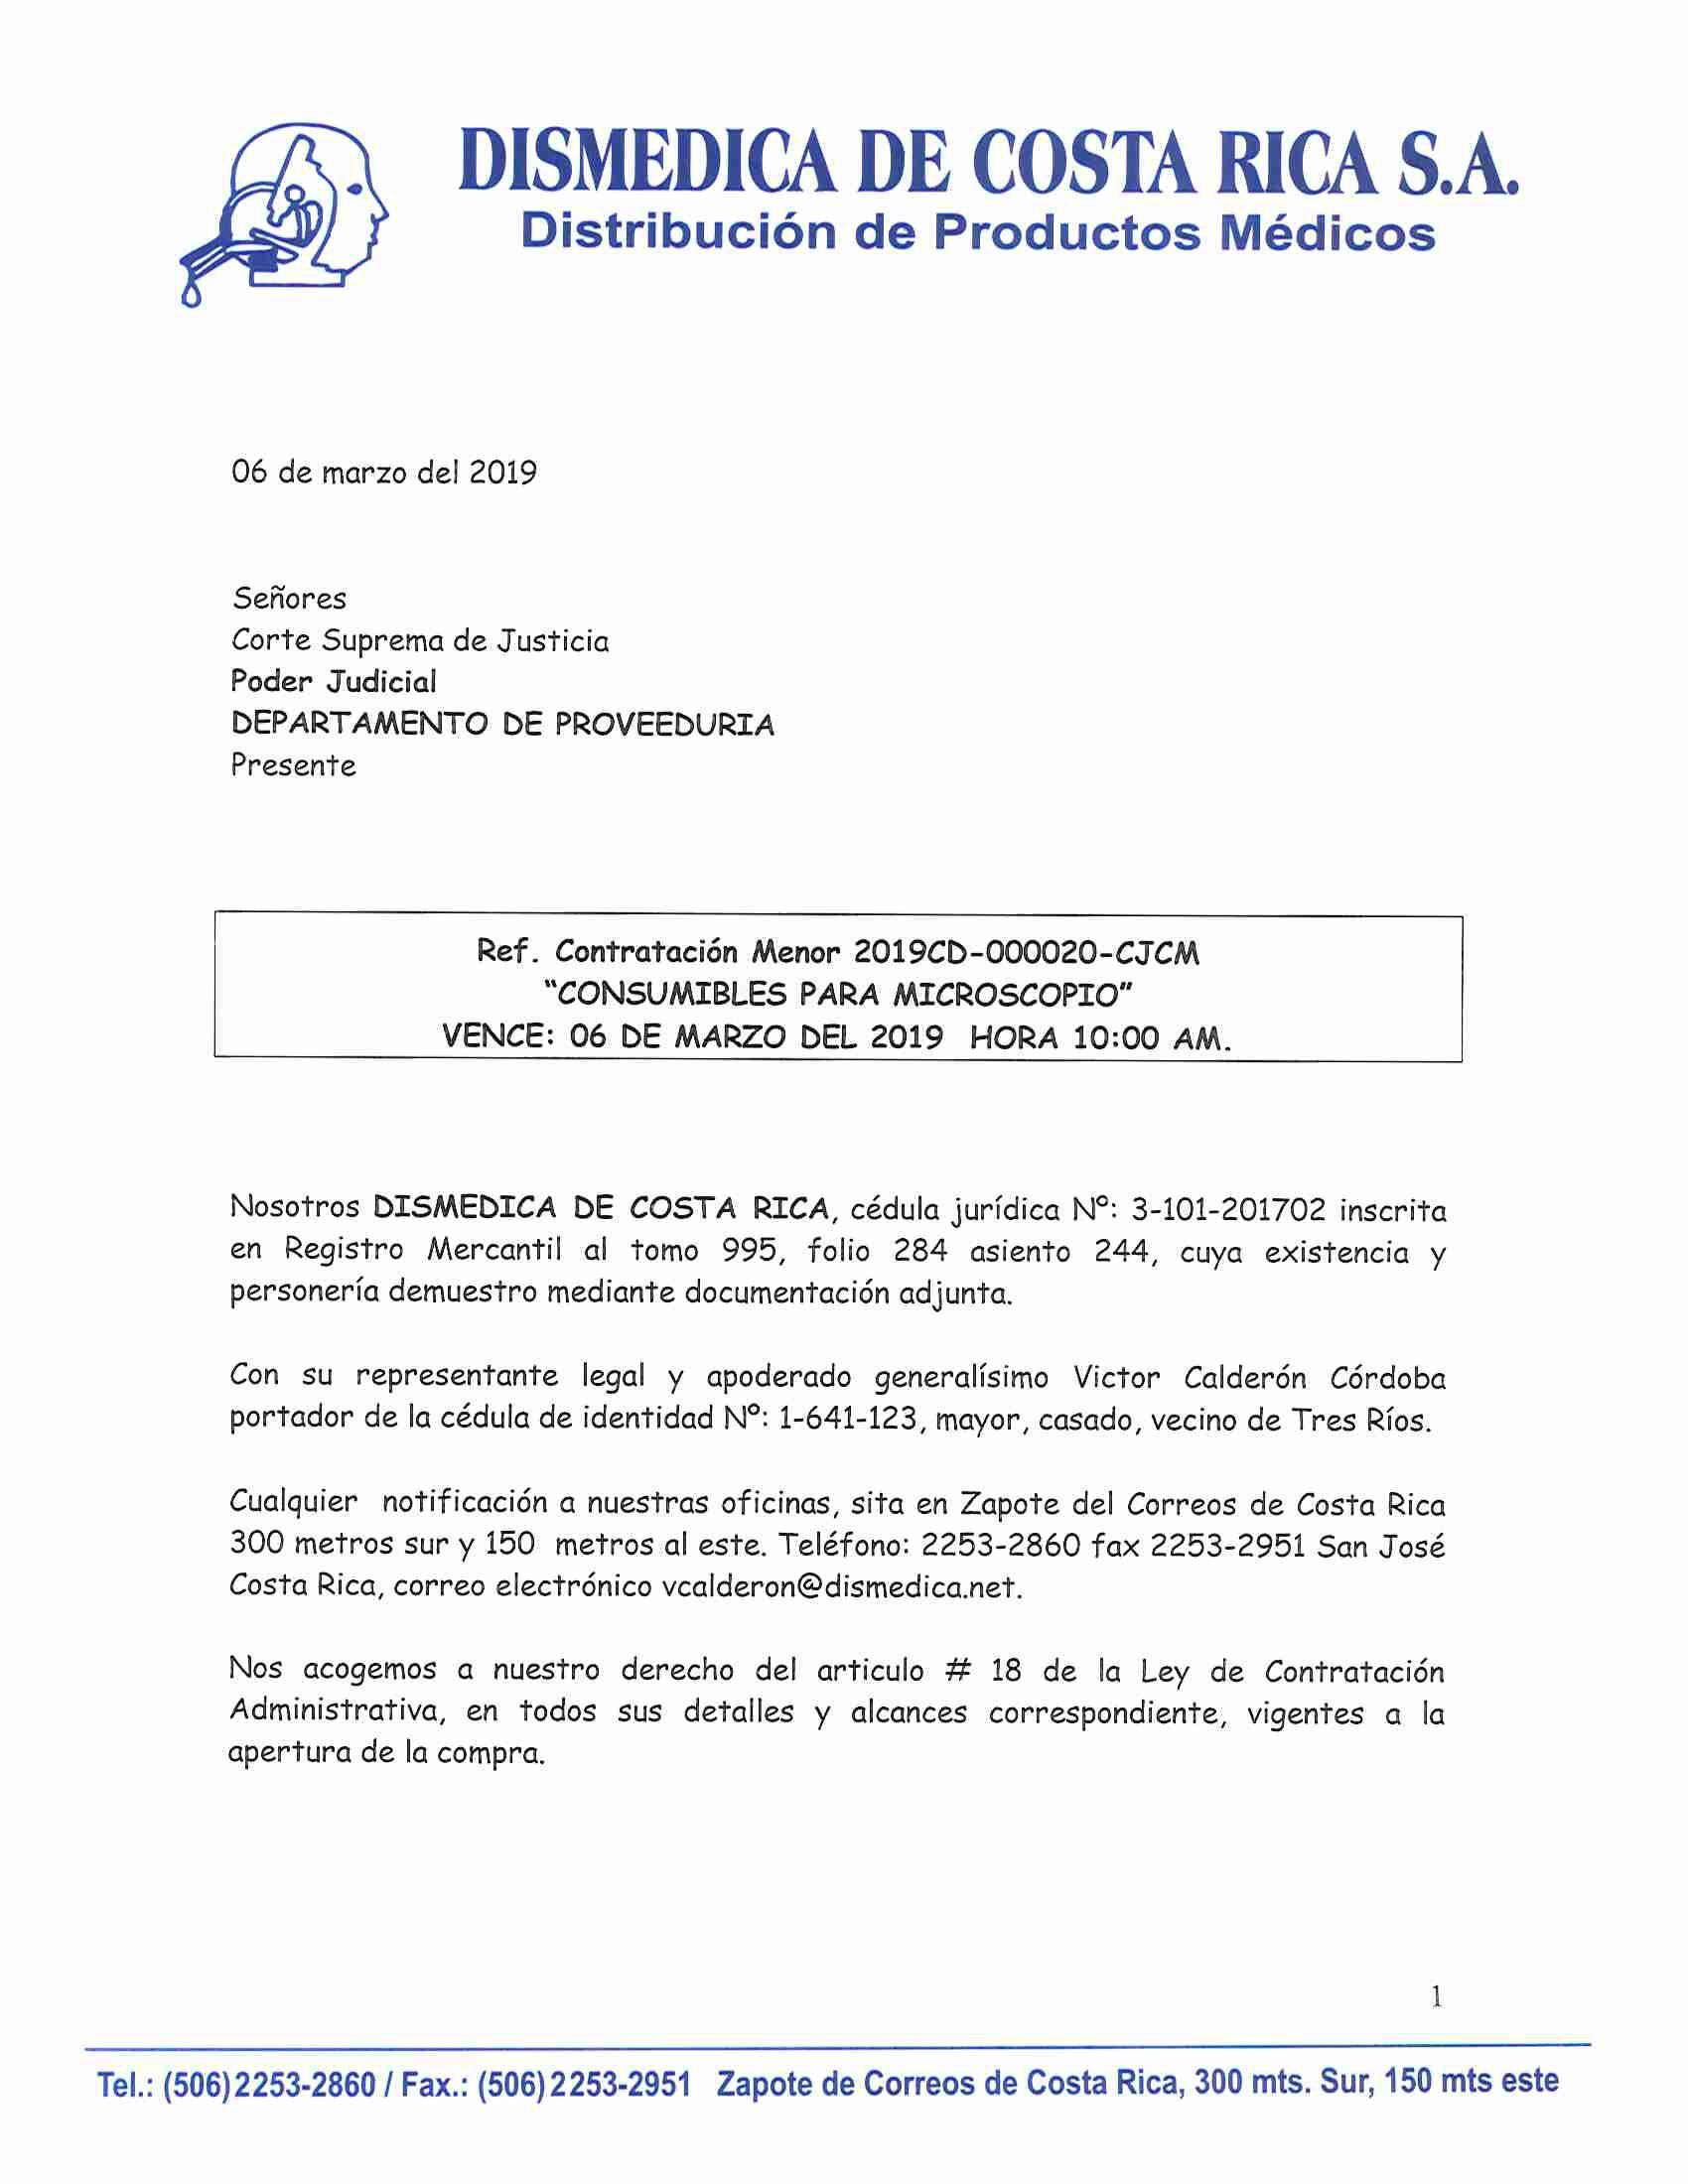 DISMEDICA DE COSTA RICA S.A.
Distribución de Productos Médicos
06 de marzo del 2019
Señores
Corte Suprema de Justicia
Poder Judicial
DEPARTAMENTO DE PROVEEDURIA
Presente
Ref. Contratación Menor 2019CD-000020-CJCM
"CONSUMIBLES PARA MICROSCOPIO"
VENCE: 06 DE MARZO DEL 2019 HORA 10:00 AM.
Nosotros DISMEDICA DE COSTA RICA, cédula jurídica Nº: 3-101-201702 inscrita
en Registro Mercantil al tomo 995, folio 284 asiento 244, cuya existencia y
personería demuestro mediante documentación adjunta.
Con su representante legal y apoderado generalísimo Victor Calderón Córdoba
portador de la cédula de identidad Nº: 1-641-123, mayor, casado, vecino de Tres Ríos.
Cualquier notificación a nuestras oficinas, sita en Zapote del Correos de Costa Rica
300 metros sur y 150 metros al este. Teléfono: 2253-2860 fax 2253-2951 San José
Costa Rica, correo electrónico vcalderon@dismedica.net.
Nos acogemos a nuestro derecho del articulo # 18 de la Ley de Contratación
Administrativa, en todos sus detalles y alcances correspondiente, vigentes a la
apertura de la compra.
1
Tel.: (506)2253-2860 / Fax.: (506)2253-2951 Zapote de Correos de Costa Rica, 300 mts. Sur, 150 mts este